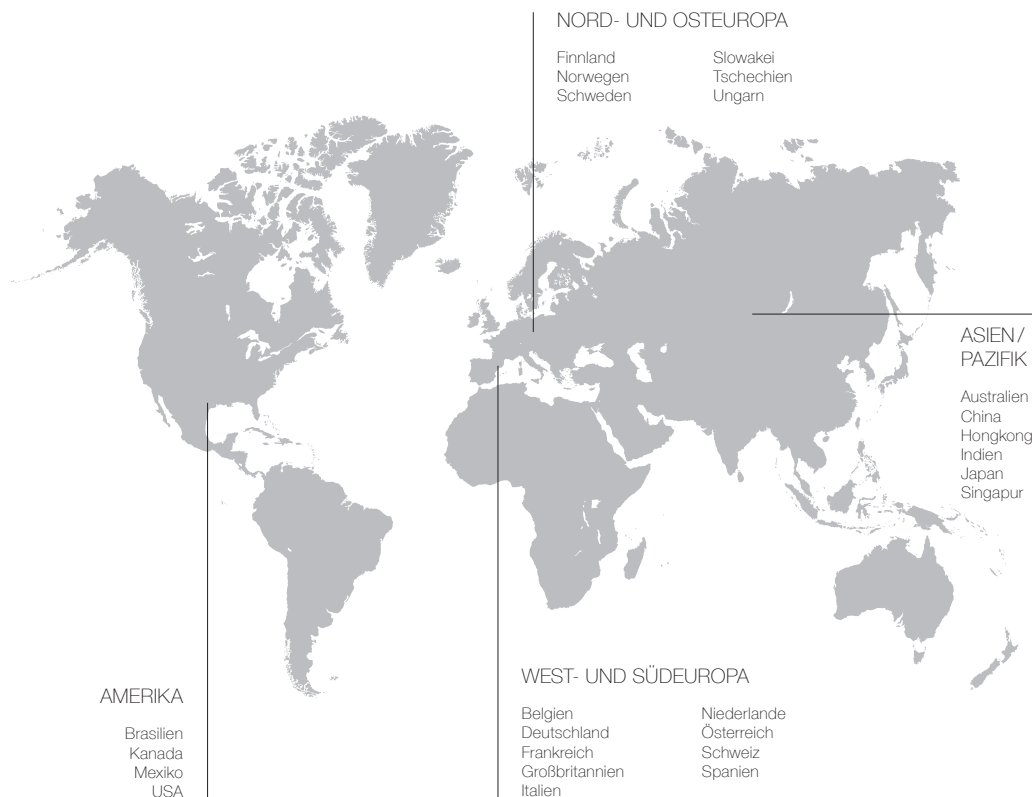 NORD- UND OSTEUROPA
Finnland
Norwegen
Schweden
Slowakei
Tschechien
Ungarn
ASIEN /
PAZIFIK
Australien
China
Hongkong
Indien
Japan
Singapur
AMERIKA
Brasilien
Kanada
Mexiko
USA
WEST- UND SÜDEUROPA
Belgien
Deutschland
Frankreich
Großbritannien
Italien
Niederlande
Österreich
Schweiz
Spanien